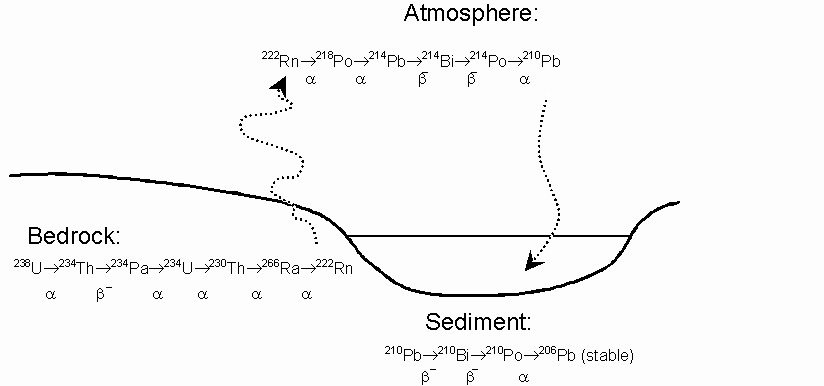 Atmosphere:
²²²Rn→²¹⁸Po→²¹⁴Pb→²¹⁴Bi→²¹⁴Po→²¹⁰Pb
α α β⁻ β⁻ α
Bedrock:
²³⁸U→²³⁴Th→²³⁴Pa→²³⁴U→²³⁰Th→²⁶⁶Ra→²²²Rn
α β⁻ α α α α
Sediment:
²¹⁰Pb→²¹⁰Bi→²¹⁰Po→²⁰⁶Pb (stable)
β⁻ β⁻ α